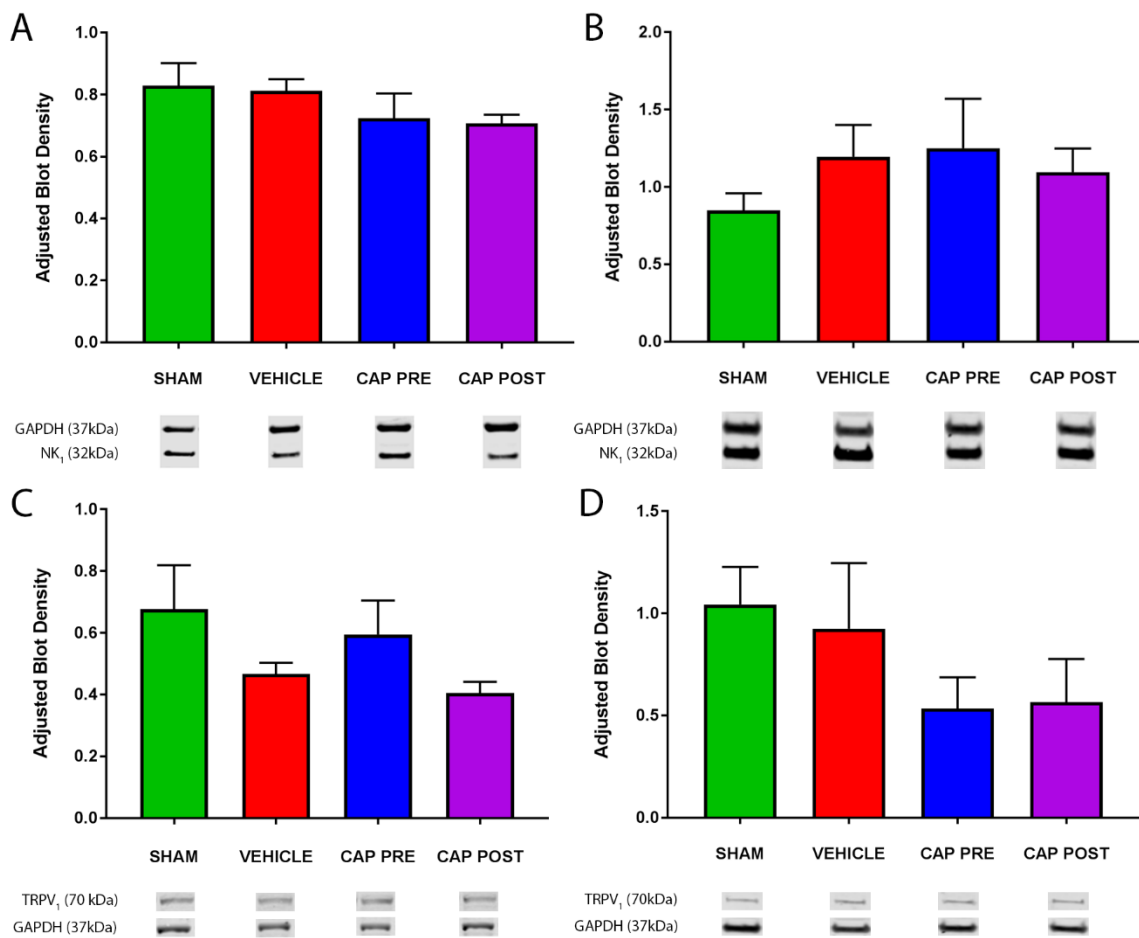 A
Adjusted Blot Density
1.0
0.8
0.6
0.4
0.2
0.0
SHAM VEHICLE CAP PRE CAP POST
GAPDH (37kDa)
NK1 (32kDa)
B
Adjusted Blot Density
2.0
1.5
1.0
0.5
0.0
SHAM VEHICLE CAP PRE CAP POST
GAPDH (37kDa)
NK1 (32kDa)
C
Adjusted Blot Density
1.0
0.8
0.6
0.4
0.2
0.0
SHAM VEHICLE CAP PRE CAP POST
TRPV1 (70 kDa)
GAPDH (37kDa)
D
Adjusted Blot Density
1.5
1.0
0.5
0.0
SHAM VEHICLE CAP PRE CAP POST
TRPV1 (70kDa)
GAPDH (37kDa)